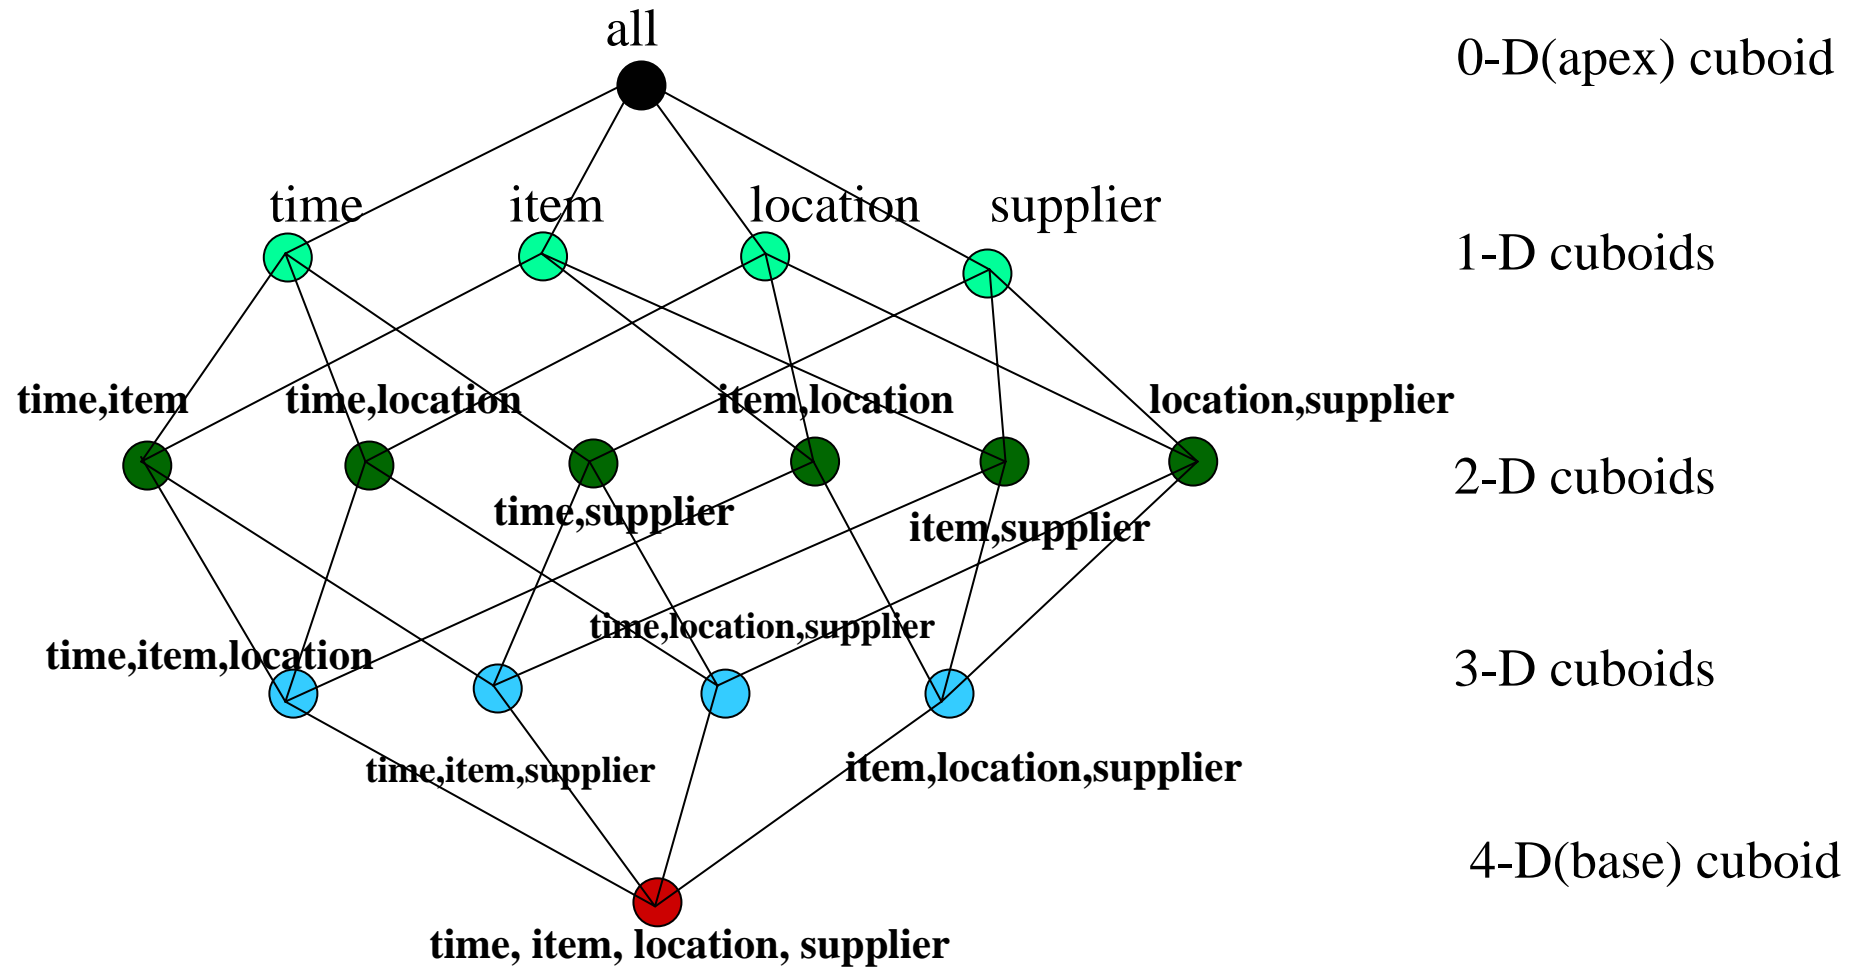 all
0-D(apex) cuboid
time
item
location
supplier
1-D cuboids
time,item
time,location
item,location
location,supplier
2-D cuboids
time,supplier
item,supplier
time,location,supplier
time,item,location
3-D cuboids
time,item,supplier
item,location,supplier
4-D(base) cuboid
time, item, location, supplier